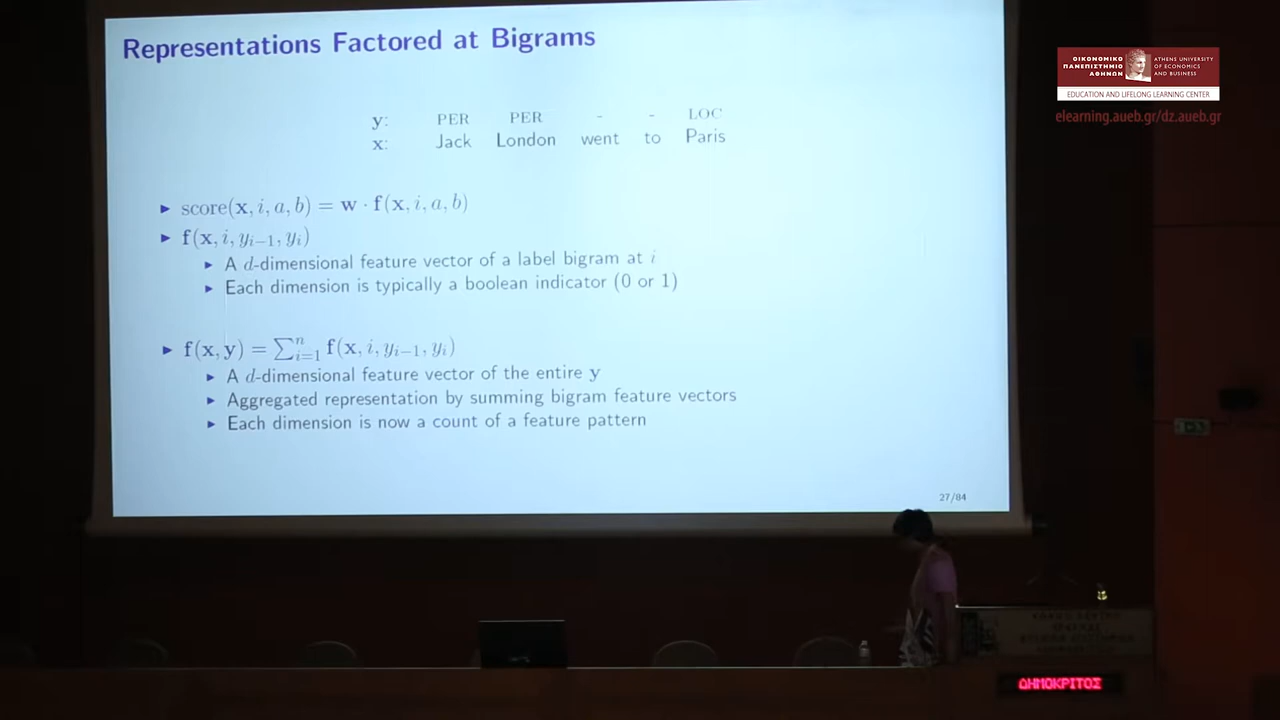 Representations Factored at Bigrams
y: PER PER - - LOC
x: Jack London went to Paris
▶ score(x, i, a, b) = w · f(x, i, a, b)
▶ f(x, i, y_{i−1}, y_i)
▶ A d-dimensional feature vector of a label bigram at i
▶ Each dimension is typically a boolean indicator (0 or 1)
▶ f(x, y) = ∑_{i=1}^{n} f(x, i, y_{i−1}, y_i)
▶ A d-dimensional feature vector of the entire y
▶ Aggregated representation by summing bigram feature vectors
▶ Each dimension is now a count of a feature pattern
27/84
ΟΙΚΟΝΟΜΙΚΟ
ΠΑΝΕΠΙΣΤΗΜΙΟ
ΑΘΗΝΩΝ
ATHENS UNIVERSITY
OF ECONOMICS
AND BUSINESS
EDUCATION AND LIFELONG LEARNING CENTER
elearning.aueb.gr/dz.aueb.gr
ΔΗΜΟΚΡΙΤΟΣ